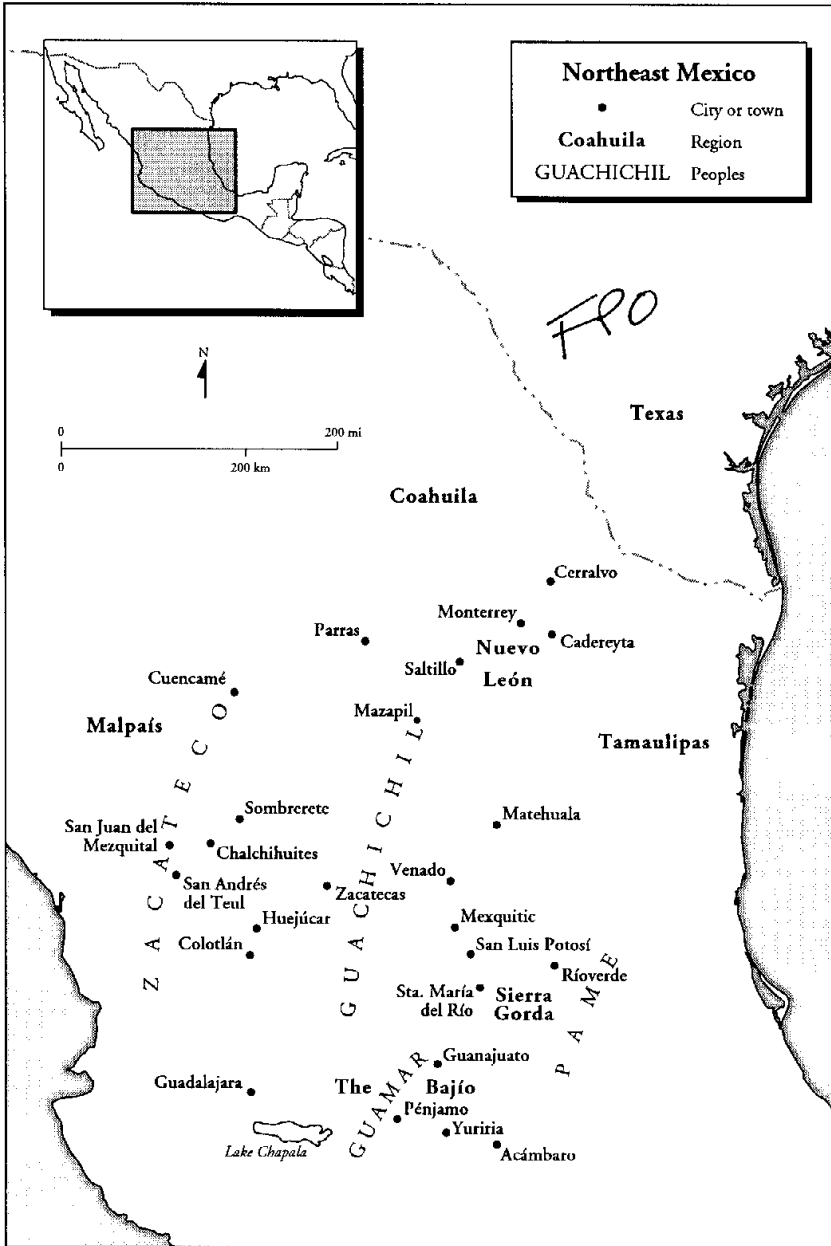 Northeast Mexico
City or town
Coahuila Region
GUACHICHIL Peoples
FPO
N
0 200 mi
0 200 km
Texas
Coahuila
Cerralvo
Monterrey
Parras
Cadereyta
Nuevo
León
Saltillo
Cuencamé
Mazapil
Malpaís
Tamaulipas
ZACATECO
GUACHICHIL
Sombrerete
Matehuala
San Juan del
Mezquital
Chalchihuites
Venado
San Andrés
del Teul
Zacatecas
Huejúcar
Mexquitic
Colotlán
San Luis Potosí
Ríoverde
Sta. María
del Río
Sierra
Gorda
PAME
Guanajuato
Guadalajara
The Bajío
GUAMAR
Pénjamo
Yuriria
Lake Chapala
Acámbaro